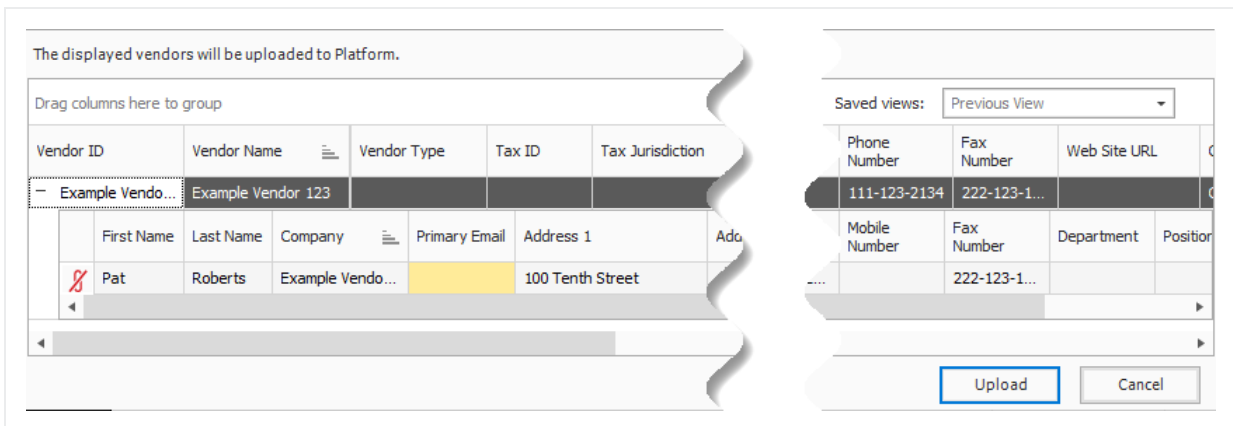 The displayed vendors will be uploaded to Platform.
Drag columns here to group
Saved views: Previous View
Vendor ID Vendor Name Vendor Type Tax ID Tax Jurisdiction Phone Number Fax Number Web Site URL
− Example Vendo... Example Vendor 123 111-123-2134 222-123-1...
First Name Last Name Company Primary Email Address 1 Mobile Number Fax Number Department Position
Pat Roberts Example Vendo... 100 Tenth Street 222-123-1...
Upload Cancel